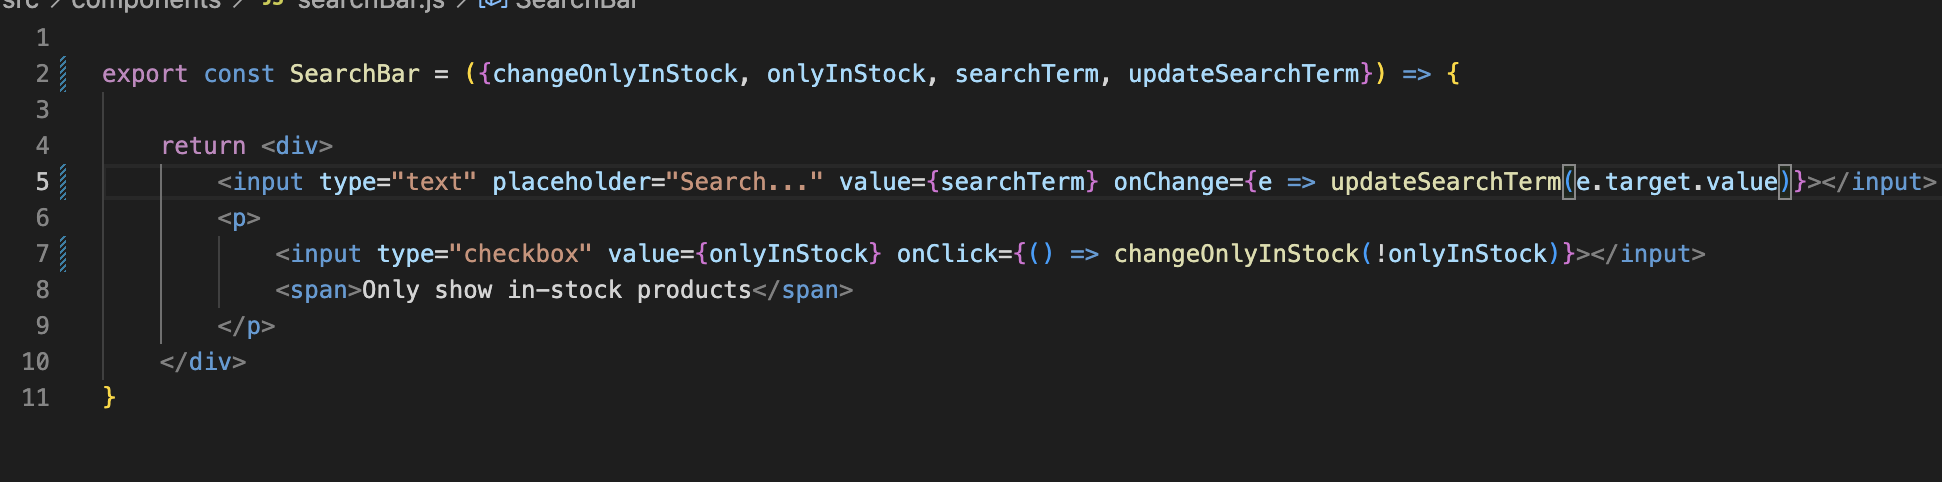 src > components > JS searchBar.js > SearchBar
1
2 export const SearchBar = ({changeOnlyInStock, onlyInStock, searchTerm, updateSearchTerm}) => {
3
4     return <div>
5         <input type="text" placeholder="Search..." value={searchTerm} onChange={e => updateSearchTerm(e.target.value)}></input>
6         <p>
7             <input type="checkbox" value={onlyInStock} onClick={() => changeOnlyInStock(!onlyInStock)}></input>
8             <span>Only show in-stock products</span>
9         </p>
10     </div>
11 }